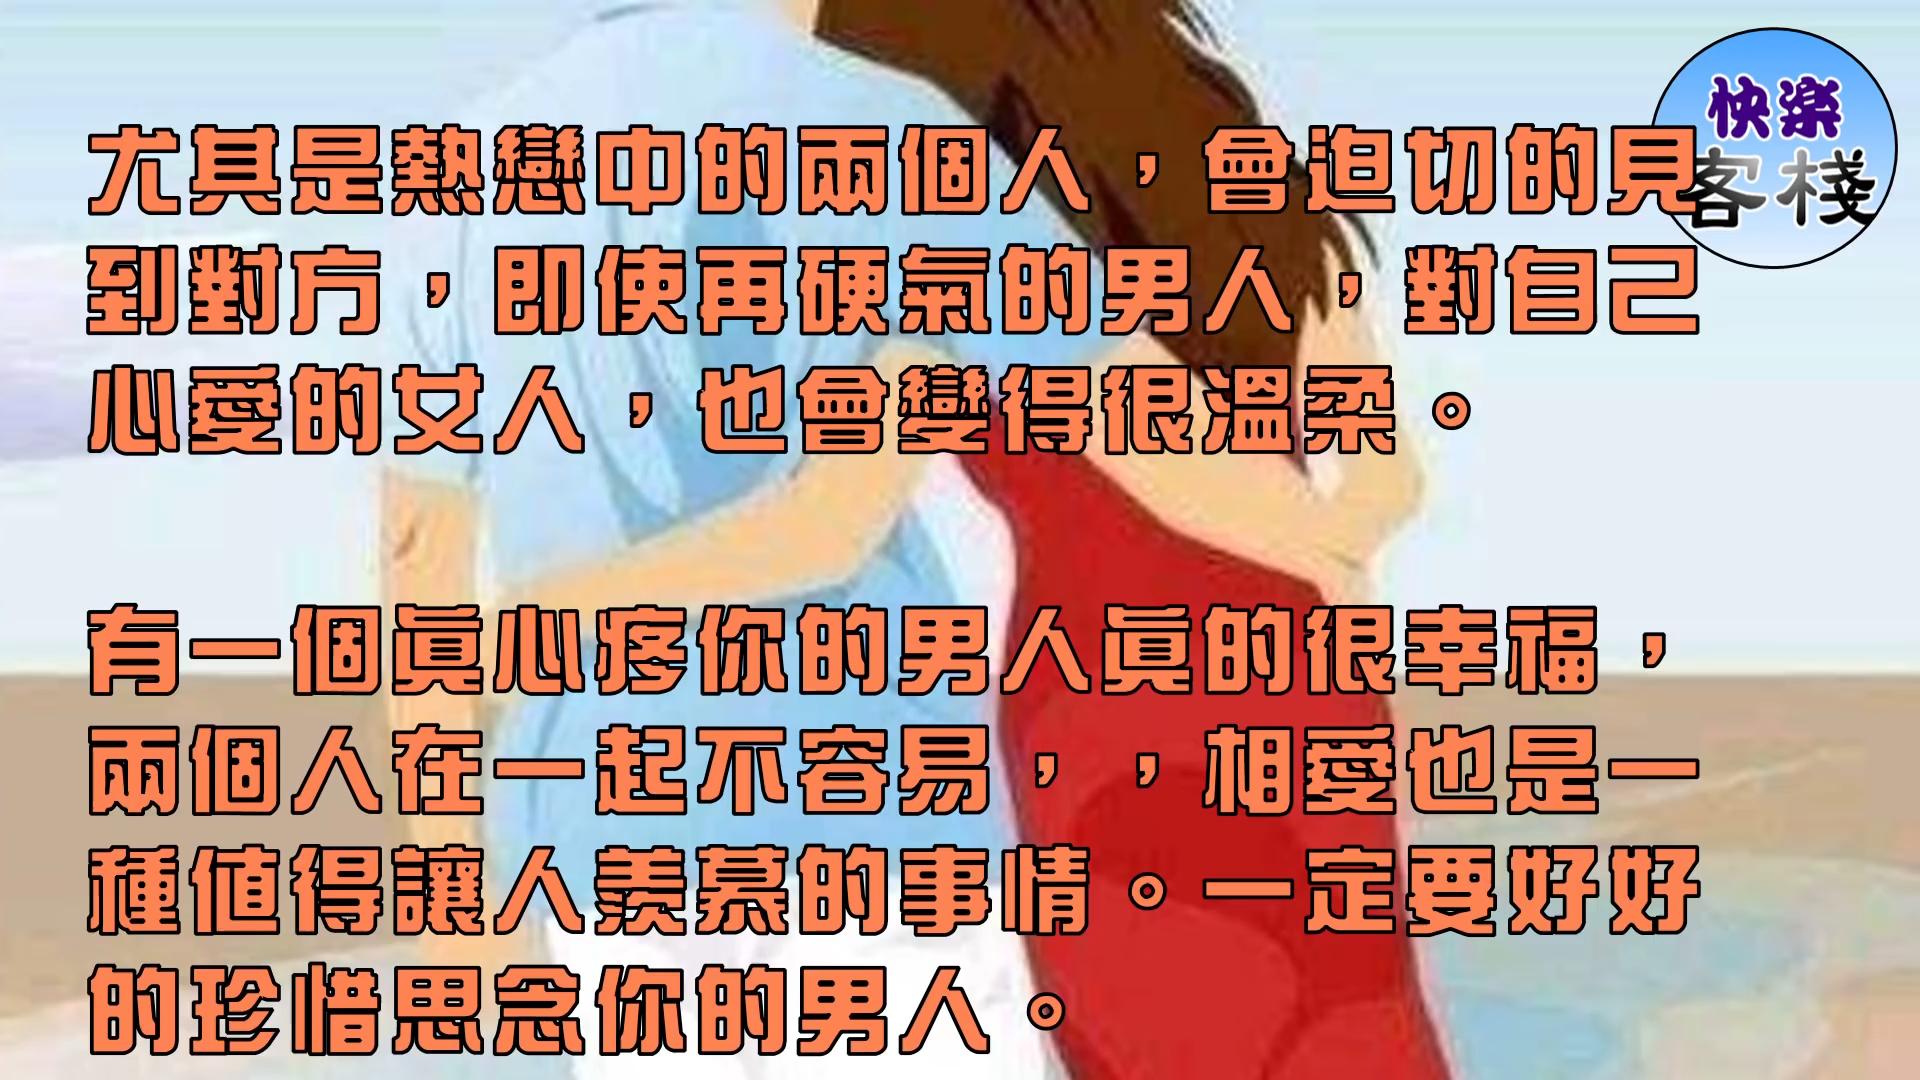 快楽
客棧
尤其是熱戀中的兩個人，會迫切的見
到對方，即使再硬氣的男人，對自己
心愛的女人，也會變得很溫柔。
有一個眞心疼你的男人眞的很幸福，
兩個人在一起不容易，，相愛也是一
種値得讓人羨慕的事情。一定要好好
的珍惜思念你的男人。